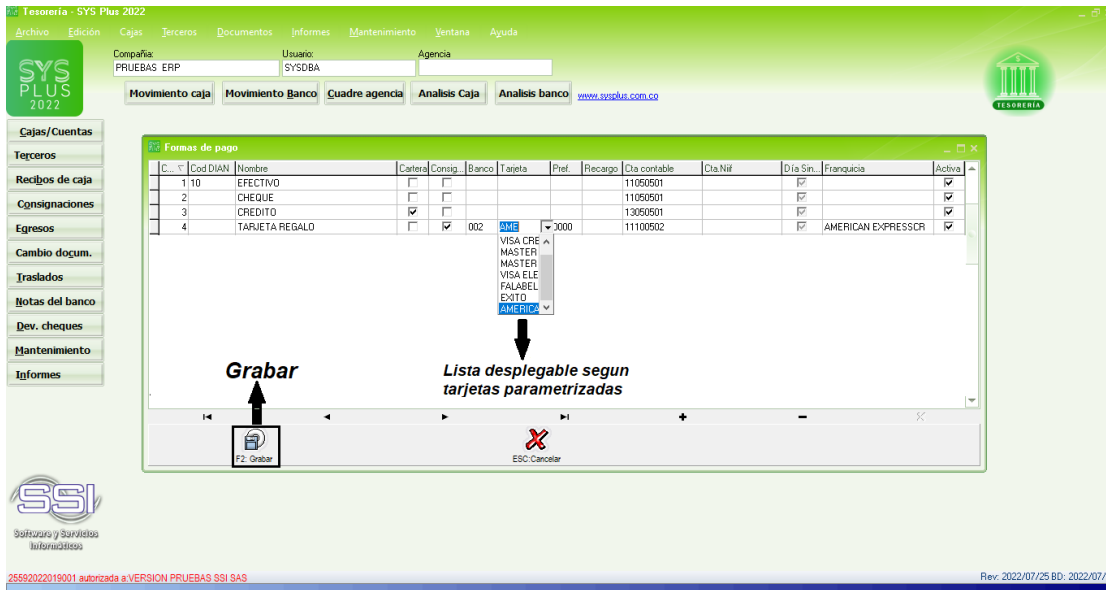 Tesorería - SYS Plus 2022
Archivo Edición Cajas Terceros Documentos Informes Mantenimiento Ventana Ayuda
Compañia: Usuario: Agencia
PRUEBAS ERP SYSDBA
SYS
PLUS
2022
Movimiento caja Movimiento Banco Cuadre agencia Analisis Caja Analisis banco www.sysplus.com.co
TESORERÍA
Cajas/Cuentas
Terceros
Recibos de caja
Consignaciones
Egresos
Cambio docum.
Traslados
Notas del banco
Dev. cheques
Mantenimiento
Informes
Formas de pago
C... Cod DIAN Nombre Cartera Consig... Banco Tarjeta Pref. Recargo Cta contable Cta.Niif Día Sin... Franquicia Activa
1 10 EFECTIVO 11050501
2 CHEQUE 11050501
3 CREDITO 13050501
4 TARJETA REGALO 002 AME 0000 11100502 AMERICAN EXPRESSCR
VISA CRE
MASTER
MASTER
VISA ELE
FALABEL
EXITO
AMERICA
Grabar
Lista desplegable segun
tarjetas parametrizadas
F2: Grabar
ESC:Cancelar
SSI
Software y Servicios
Informáticos
25592022019001 autorizada a:VERSION PRUEBAS SSI SAS
Rev: 2022/07/25 BD: 2022/07/